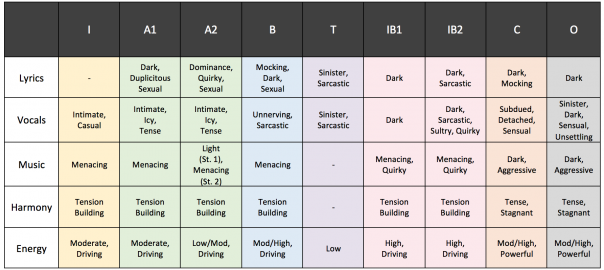 I A1 A2 B T IB1 IB2 C O
Lyrics - Dark, Duplicitous Sexual Dominance, Quirky, Sexual Mocking, Dark, Sexual Sinister, Sarcastic Dark Dark, Sarcastic Dark, Mocking Dark
Vocals Intimate, Casual Intimate, Icy, Tense Intimate, Icy, Tense Unnerving, Sarcastic Sinister, Sarcastic Dark Dark, Sarcastic, Sultry, Quirky Subdued, Detached, Sensual Sinister, Dark, Sensual, Unsettling
Music Menacing Menacing Light (St. 1), Menacing (St. 2) Menacing - Menacing, Quirky Menacing, Quirky Dark, Aggressive Dark, Aggressive
Harmony Tension Building Tension Building Tension Building Tension Building - Tension Building Tension Building Tense, Stagnant Tense, Stagnant
Energy Moderate, Driving Moderate, Driving Low/Mod, Driving Mod/High, Driving Low High, Driving High, Driving Mod/High, Powerful Mod/High, Powerful